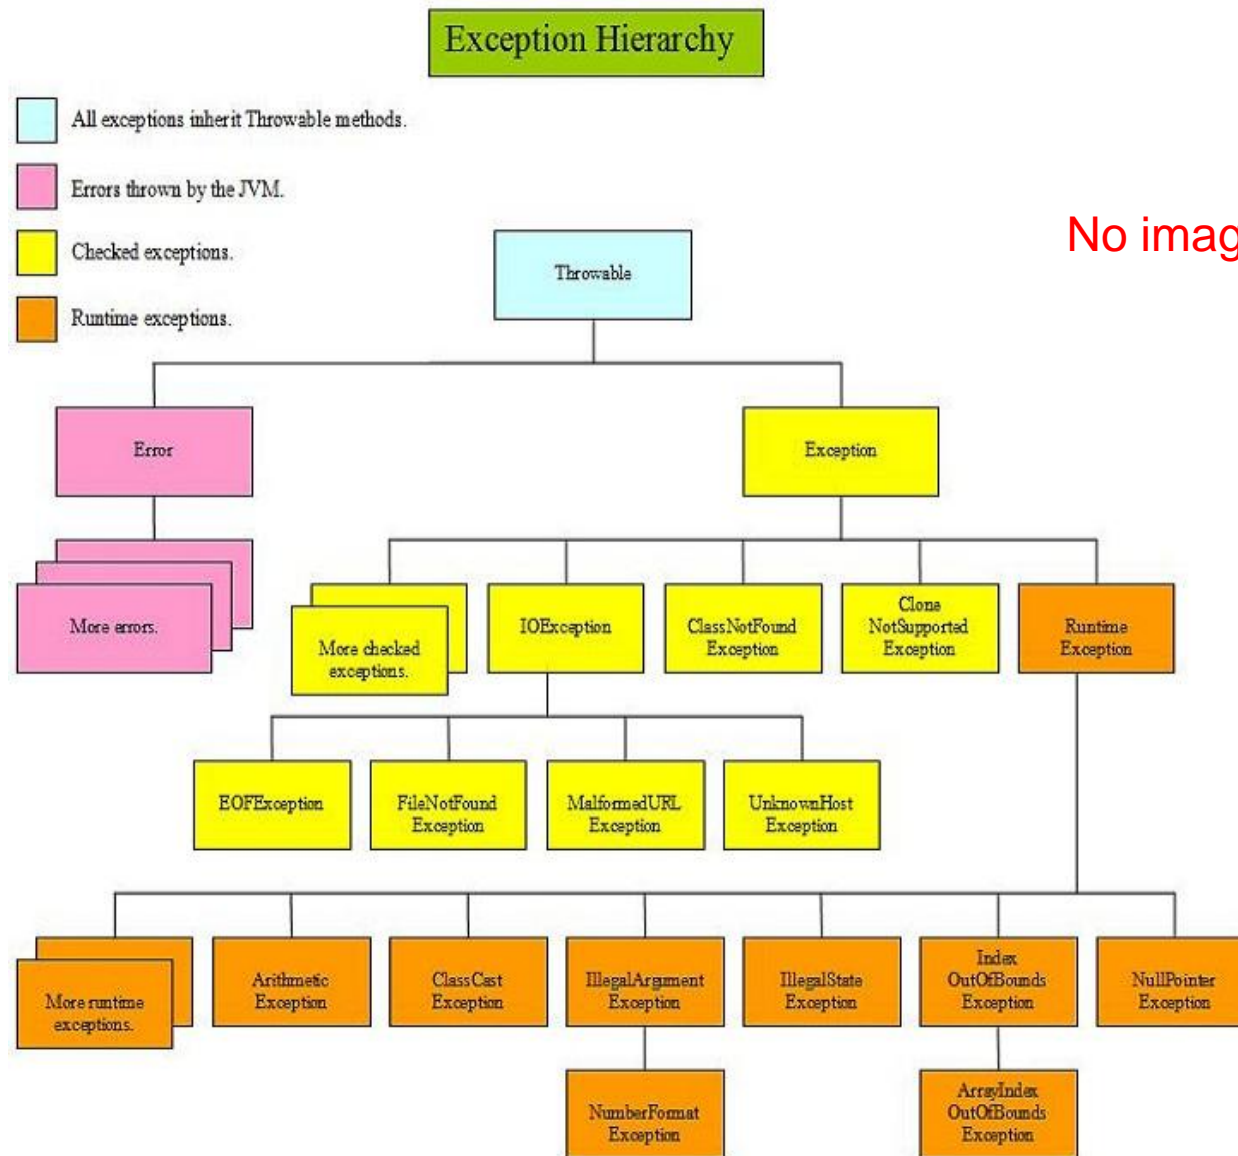 Exception Hierarchy
All exceptions inherit Throwable methods.
Errors thrown by the JVM.
Checked exceptions.
Runtime exceptions.
No imag
Throwable
Error
Exception
More errors.
More checked
exceptions.
IOException
ClassNotFound
Exception
Clone
NotSupported
Exception
Runtime
Exception
EOFException
FileNotFound
Exception
MalformedURL
Exception
UnknownHost
Exception
More runtime
exceptions.
Arithmetic
Exception
ClassCast
Exception
IllegalArgument
Exception
IllegalState
Exception
Index
OutOfBounds
Exception
NullPointer
Exception
NumberFormat
Exception
ArrayIndex
OutOfBounds
Exception